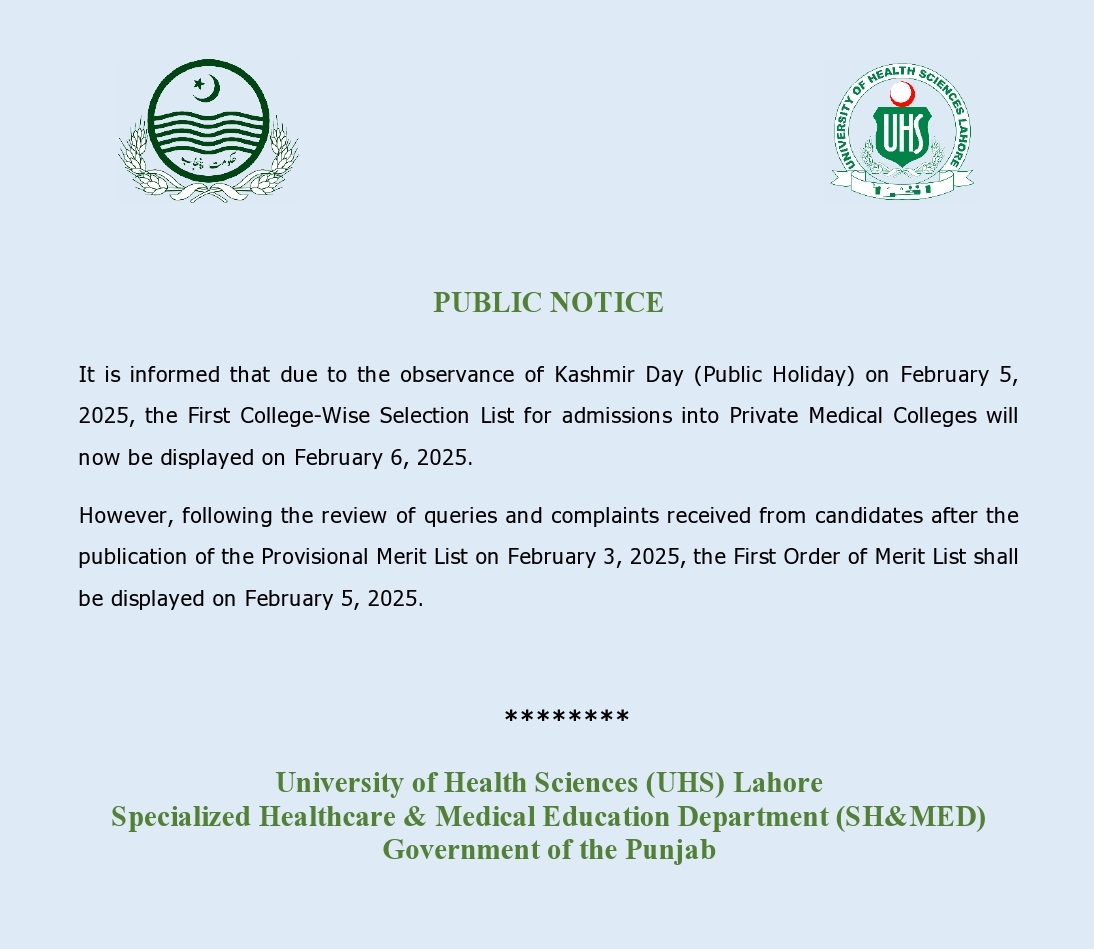 حکومت پنجاب
UNIVERSITY OF HEALTH SCIENCES LAHORE
UHS
PUBLIC NOTICE
It is informed that due to the observance of Kashmir Day (Public Holiday) on February 5,
2025, the First College-Wise Selection List for admissions into Private Medical Colleges will
now be displayed on February 6, 2025.
However, following the review of queries and complaints received from candidates after the
publication of the Provisional Merit List on February 3, 2025, the First Order of Merit List shall
be displayed on February 5, 2025.
********
University of Health Sciences (UHS) Lahore
Specialized Healthcare & Medical Education Department (SH&MED)
Government of the Punjab